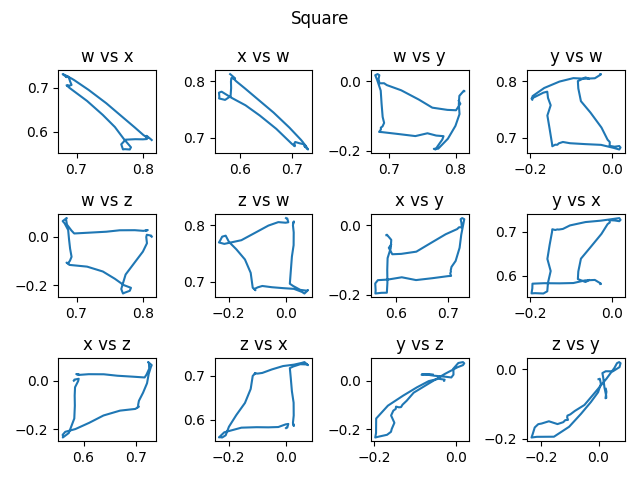 Square
w vs x x vs w w vs y y vs w
0.7 0.8 0.0 0.8
0.6 0.7 −0.2 0.7
0.7 0.8 0.6 0.7 0.7 0.8 −0.2 0.0
w vs z z vs w x vs y y vs x
0.0 0.8 0.0 0.7
−0.2 0.7 −0.2 0.6
0.7 0.8 −0.2 0.0 0.6 0.7 −0.2 0.0
x vs z z vs x y vs z z vs y
0.0 0.7 0.0 0.0
−0.2 0.6 −0.2 −0.2
0.6 0.7 −0.2 0.0 −0.2 0.0 −0.2 0.0